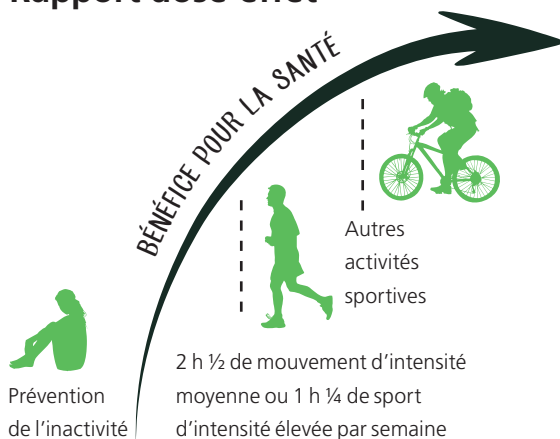 Rapport dose-effet
BÉNÉFICE POUR LA SANTÉ
Autres
activités
sportives
Prévention
de l’inactivité
2 h ½ de mouvement d’intensité
moyenne ou 1 h ¼ de sport
d’intensité élevée par semaine